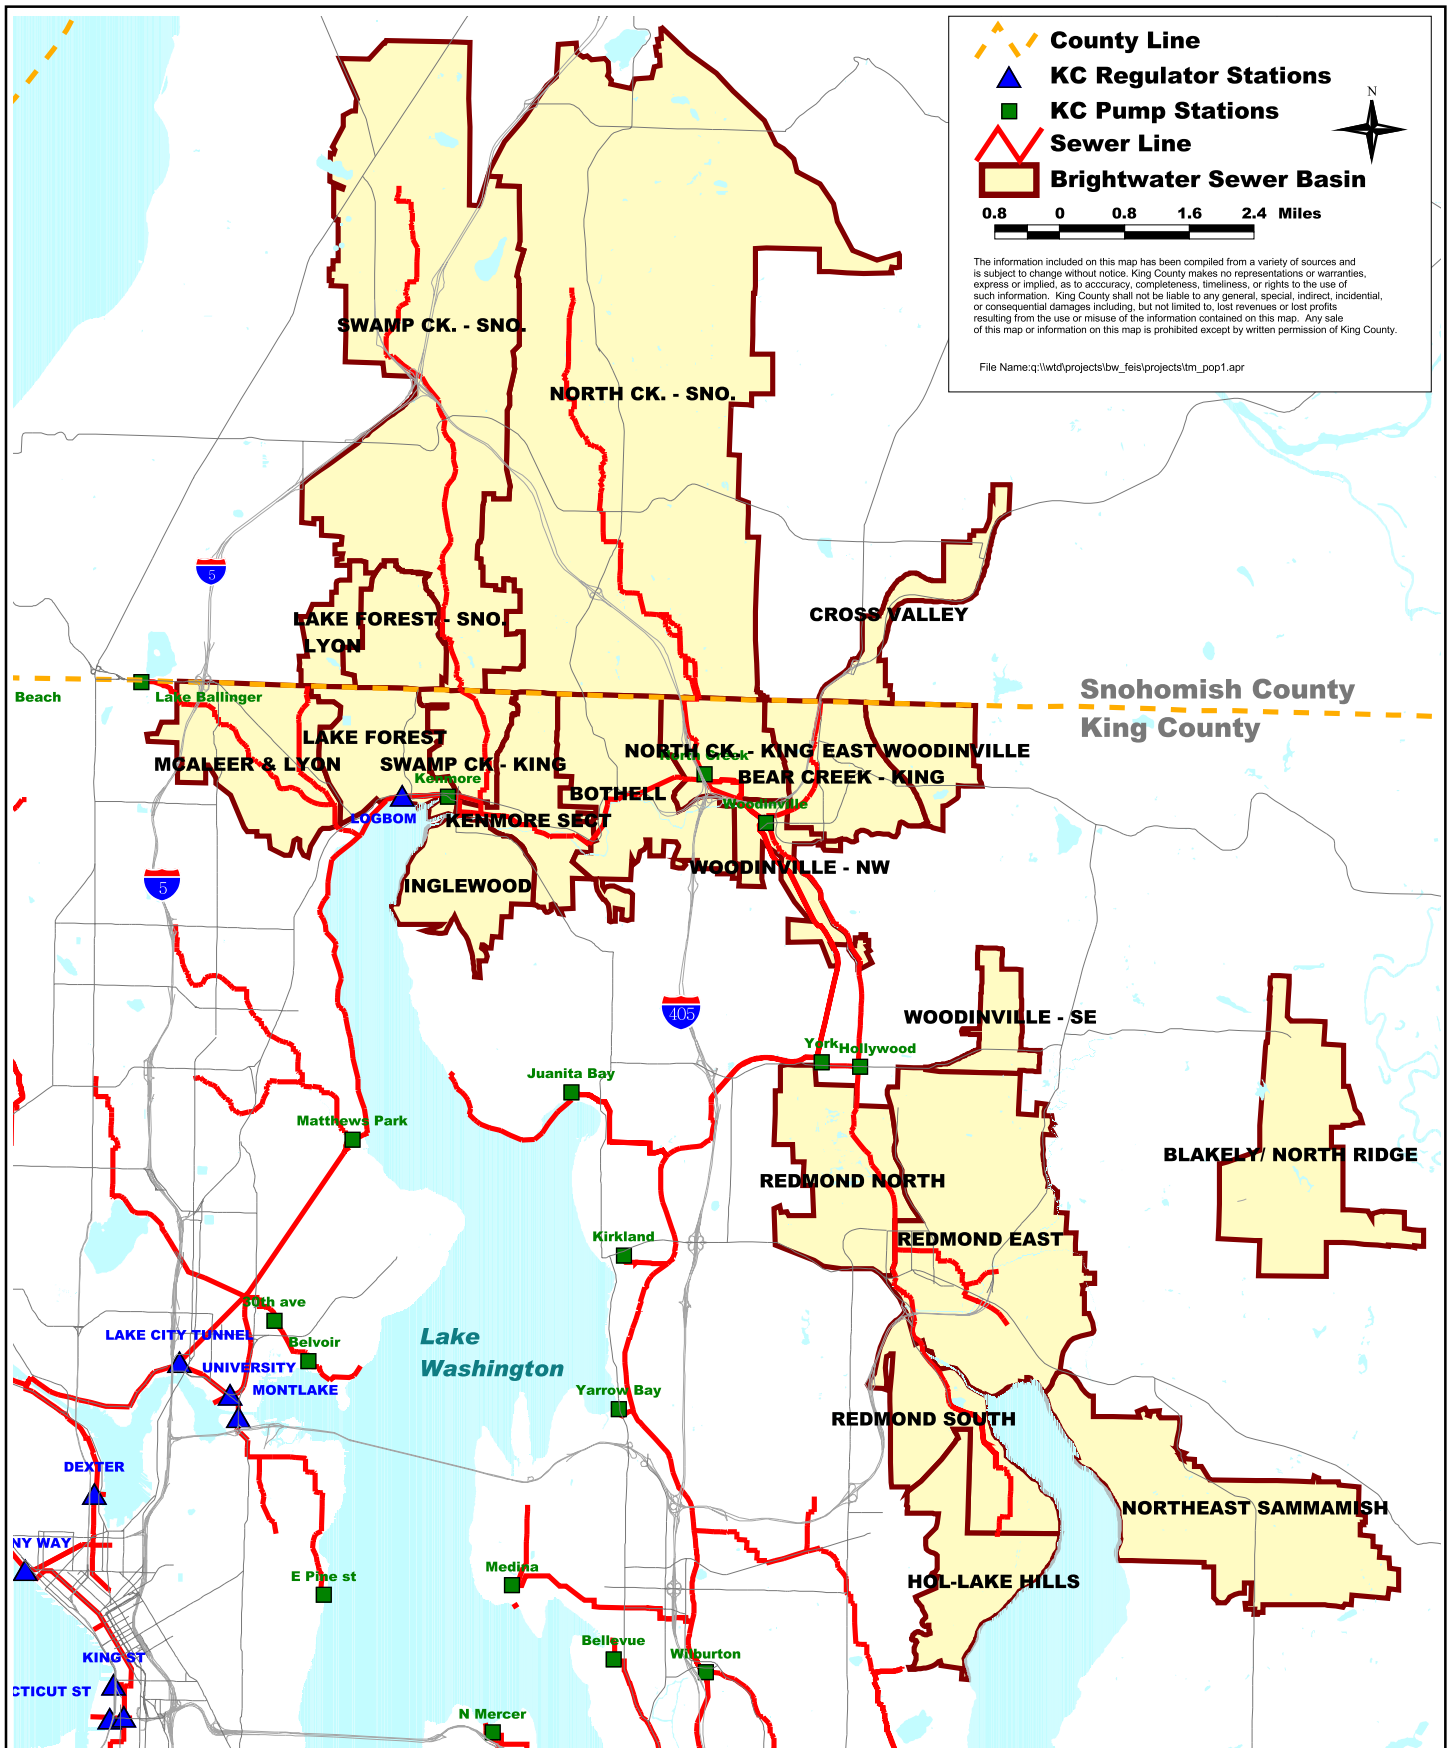 County Line
KC Regulator Stations
KC Pump Stations
Sewer Line
Brightwater Sewer Basin
N
0.8 0 0.8 1.6 2.4 Miles
The information included on this map has been compiled from a variety of sources and
is subject to change without notice. King County makes no representations or warranties,
express or implied, as to acccuracy, completeness, timeliness, or rights to the use of
such information. King County shall not be liable to any general, special, indirect, incidental,
or consequential damages including, but not limited to, lost revenues or lost profits
resulting from the use or misuse of the information contained on this map. Any sale
of this map or information on this map is prohibited except by written permission of King County.
File Name:q:\\wtd\projects\bw_feis\projects\tm_pop1.apr
SWAMP CK. - SNO.
NORTH CK. - SNO.
5
CROSS VALLEY
LAKE FOREST - SNO.
LYON
Beach
Lake Ballinger
Snohomish County
King County
LAKE FOREST
NORTH CK. - KING
EAST WOODINVILLE
North Creek
MCALEER & LYON
SWAMP CK - KING
BEAR CREEK - KING
Kenmore
BOTHELL
Woodinville
LOGBOM
KENMORE SECT
WOODINVILLE - NW
5
INGLEWOOD
405
WOODINVILLE - SE
York
Hollywood
Juanita Bay
Matthews Park
BLAKELY/ NORTH RIDGE
REDMOND NORTH
Kirkland
REDMOND EAST
30th ave
LAKE CITY TUNNEL
Belvoir
Lake
Washington
UNIVERSITY
MONTLAKE
Yarrow Bay
REDMOND SOUTH
DEXTER
NORTHEAST SAMMAMISH
NY WAY
Medina
E Pine st
HOL-LAKE HILLS
Bellevue
Wilburton
KING ST
CTICUT ST
N Mercer